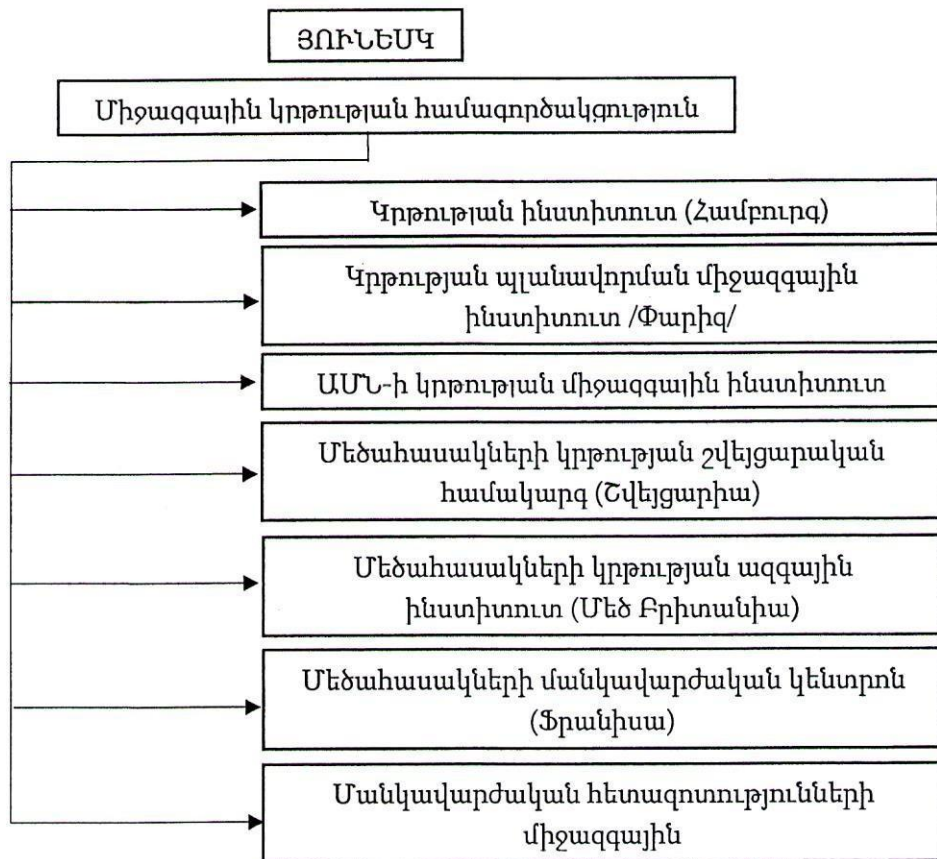 ՅՈՒՆԵՍԿ
Միջազգային կրթության համագործակցություն
Կրթության ինստիտուտ (Համբուրգ)
Կրթության պլանավորման միջազգային
ինստիտուտ /Փարիզ/
ԱՄՆ-ի կրթության միջազգային ինստիտուտ
Մեծահասակների կրթության շվեյցարական
համակարգ (Շվեյցարիա)
Մեծահասակների կրթության ազգային
ինստիտուտ (Մեծ Բրիտանիա)
Մեծահասակների մանկավարժական կենտրոն
(Ֆրանիսա)
Մանկավարժական հետազոտությունների
միջազգային